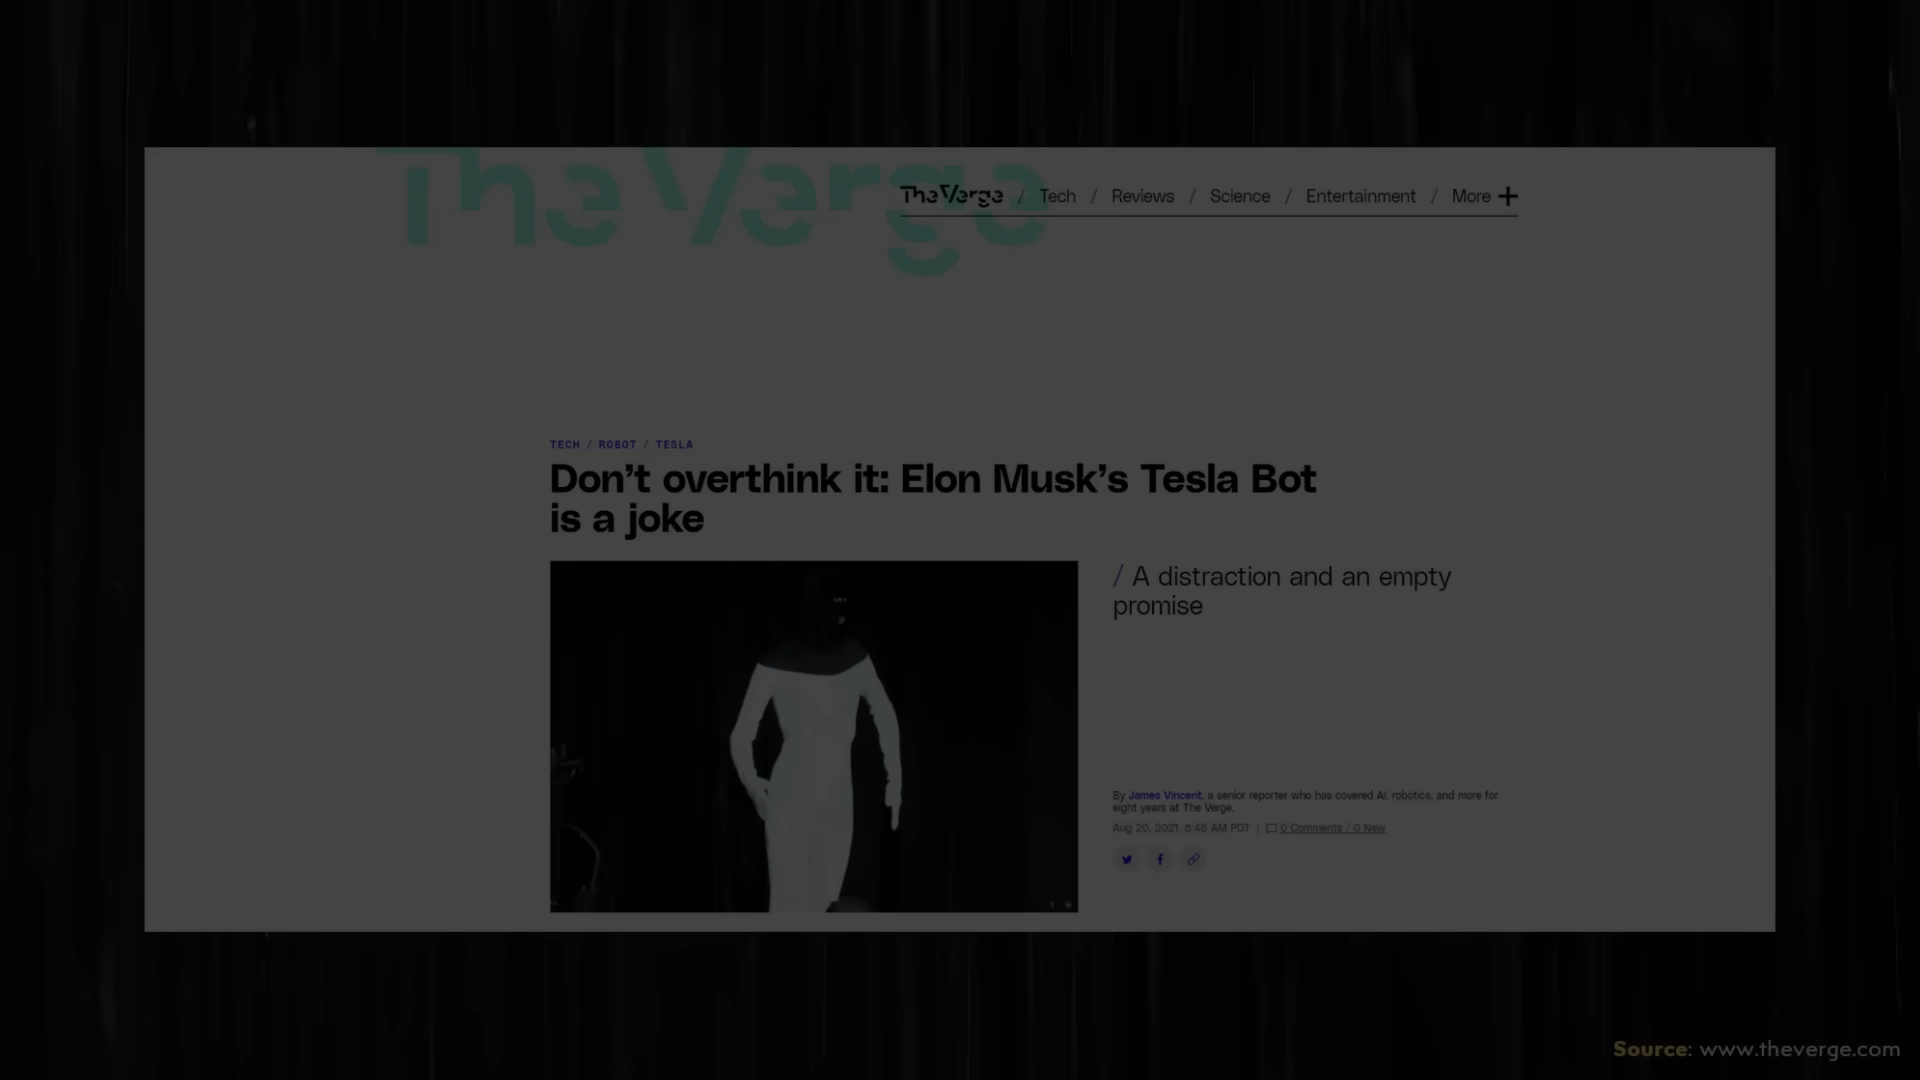 The Verge
The Verge / Tech / Reviews / Science / Entertainment / More +
TECH / ROBOT / TESLA
Don't overthink it: Elon Musk's Tesla Bot
is a joke
/ A distraction and an empty
promise
By James Vincent, a senior reporter who has covered AI, robotics, and more for
eight years at The Verge.
Aug 20, 2021, 8:46 AM PDT | 0 Comments / 0 New
Source: www.theverge.com